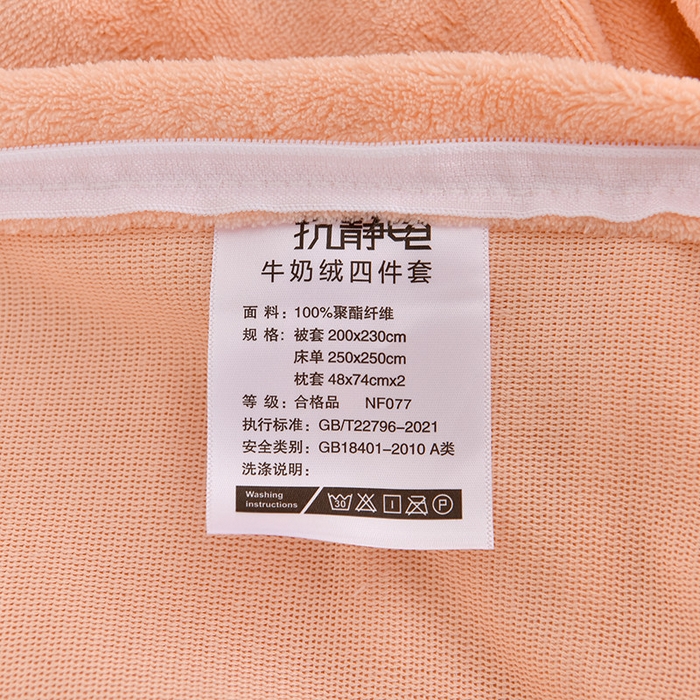 抗静电
牛奶绒四件套
面料：100%聚酯纤维
规格：被套 200x230cm
床单 250x250cm
枕套 48x74cmx2
等级：合格品 NF077
执行标准：GB/T22796-2021
安全类别：GB18401-2010 A类
洗涤说明：
Washing
instructions
30 P